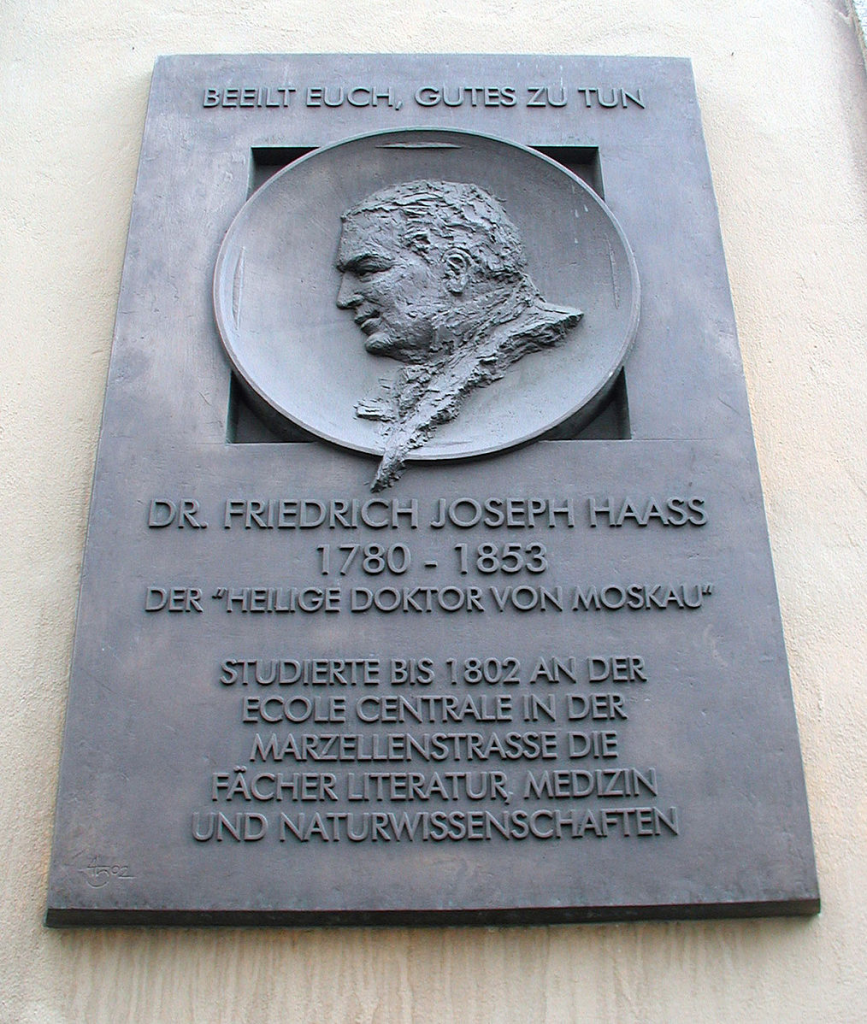 BEEILT EUCH, GUTES ZU TUN
DR. FRIEDRICH JOSEPH HAASS
1780 - 1853
DER "HEILIGE DOKTOR VON MOSKAU"
STUDIERTE BIS 1802 AN DER
ECOLE CENTRALE IN DER
MARZELLENSTRASSE DIE
FÄCHER LITERATUR, MEDIZIN
UND NATURWISSENSCHAFTEN